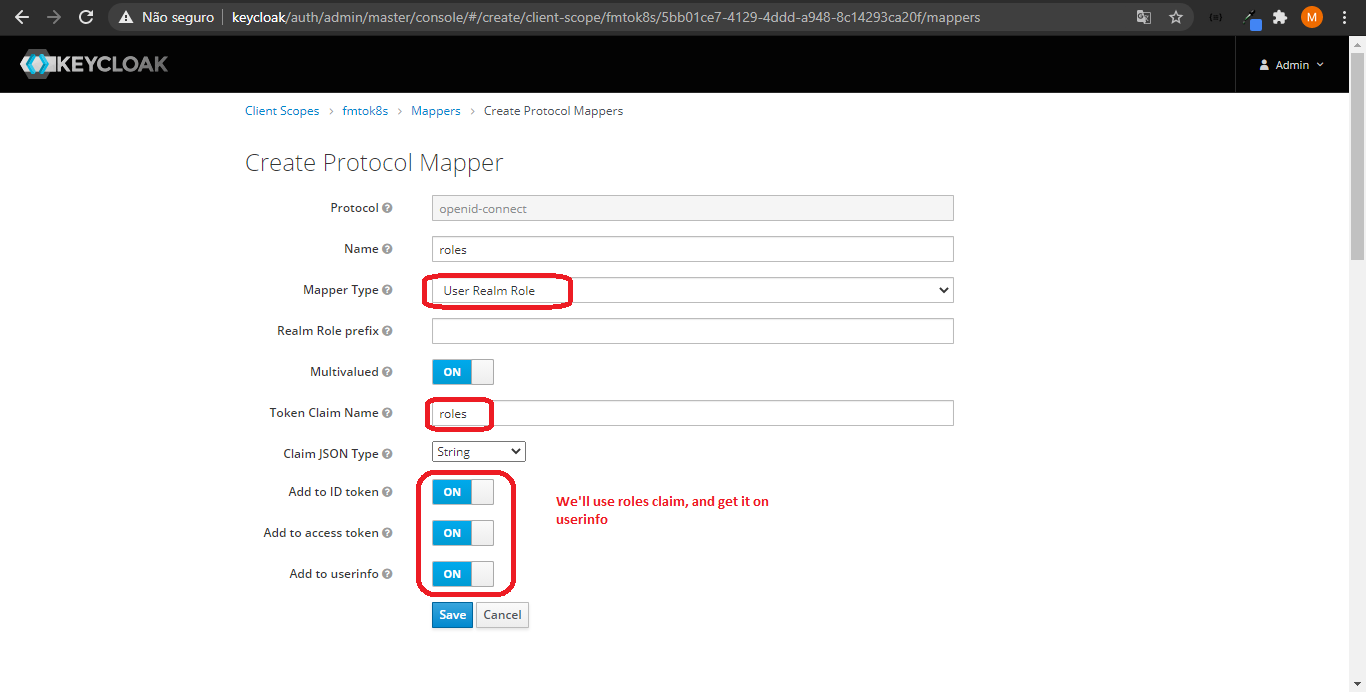 Não seguro keycloak/auth/admin/master/console/#/create/client-scope/fmtok8s/5bb01ce7-4129-4ddd-a948-8c14293ca20f/mappers M
KEYCLOAK Admin
Client Scopes > fmtok8s > Mappers > Create Protocol Mappers
Create Protocol Mapper
Protocol openid-connect
Name roles
Mapper Type User Realm Role
Realm Role prefix
Multivalued ON
Token Claim Name roles
Claim JSON Type String
Add to ID token ON
We'll use roles claim, and get it on
userinfo
Add to access token ON
Add to userinfo ON
Save Cancel